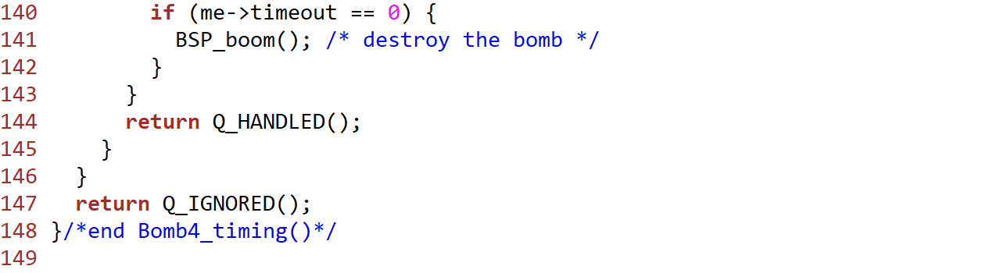 140         if (me->timeout == 0) {
141           BSP_boom(); /* destroy the bomb */
142         }
143       }
144       return Q_HANDLED();
145     }
146   }
147   return Q_IGNORED();
148 }/*end Bomb4_timing()*/
149